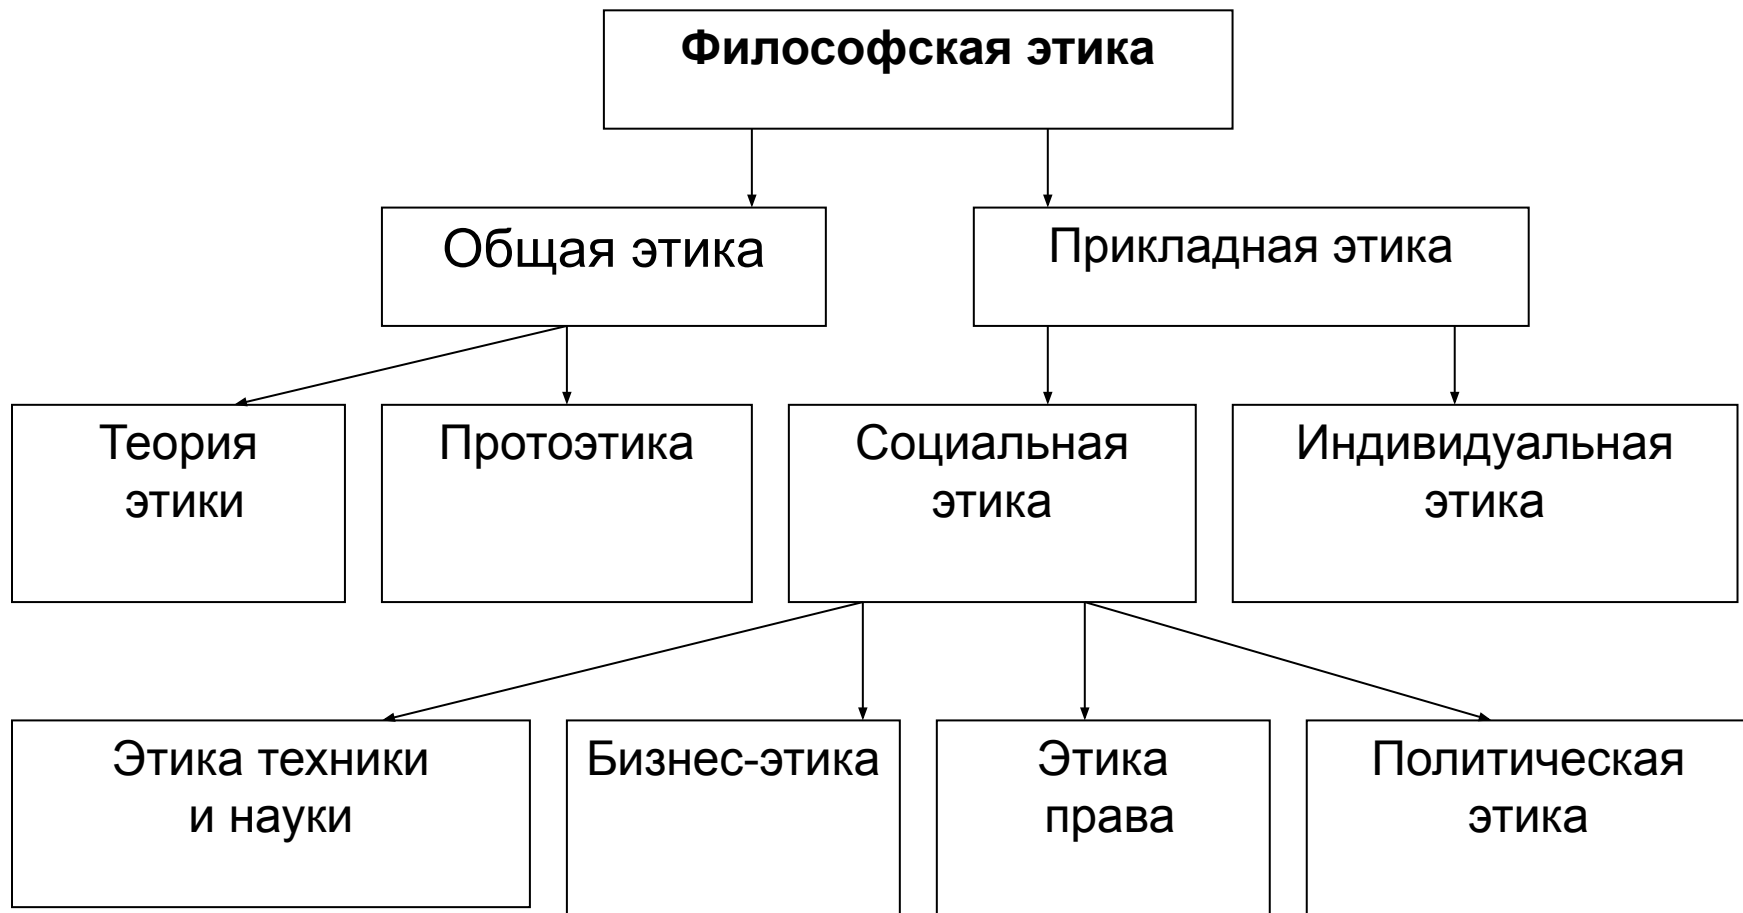 Философская этика
Общая этика
Прикладная этика
Теория
этики
Протоэтика
Социальная
этика
Индивидуальная
этика
Этика техники
и науки
Бизнес-этика
Этика
права
Политическая
этика